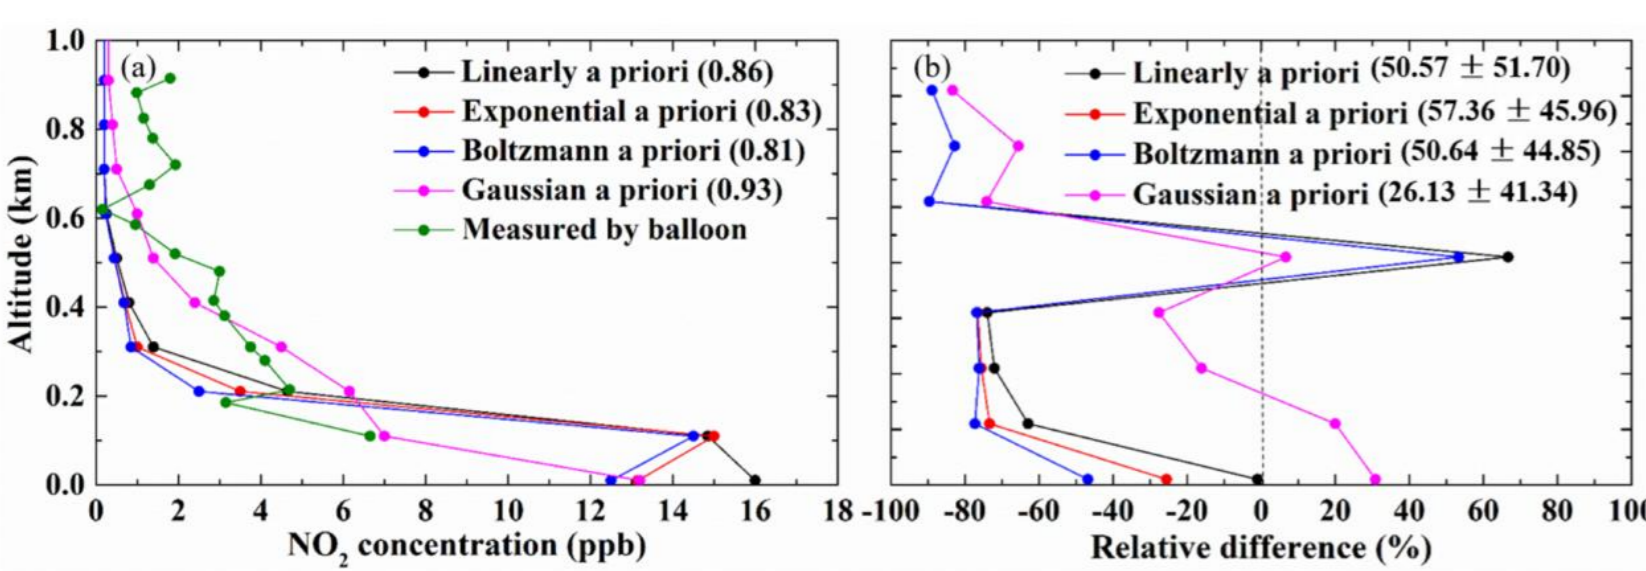 (a)
Linearly a priori (0.86)
Exponential a priori (0.83)
Boltzmann a priori (0.81)
Gaussian a priori (0.93)
Measured by balloon
1.0
0.8
0.6
0.4
0.2
0.0
Altitude (km)
0 2 4 6 8 10 12 14 16 18
NO2 concentration (ppb)
(b)
Linearly a priori (50.57 ± 51.70)
Exponential a priori (57.36 ± 45.96)
Boltzmann a priori (50.64 ± 44.85)
Gaussian a priori (26.13 ± 41.34)
-100 -80 -60 -40 -20 0 20 40 60 80 100
Relative difference (%)